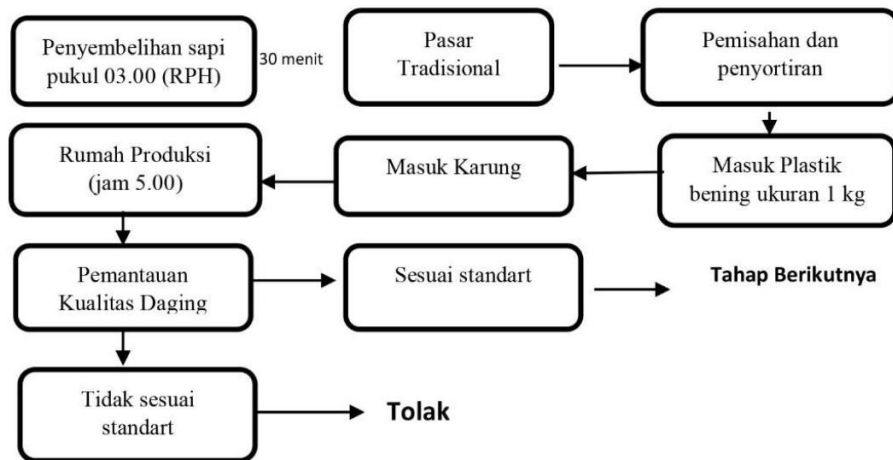 Penyembelihan sapi
pukul 03.00 (RPH)
30 menit
Pasar
Tradisional
Pemisahan dan
penyortiran
Masuk Plastik
bening ukuran 1 kg
Masuk Karung
Rumah Produksi
(jam 5.00)
Pemantauan
Kualitas Daging
Sesuai standart
Tahap Berikutnya
Tidak sesuai
standart
Tolak